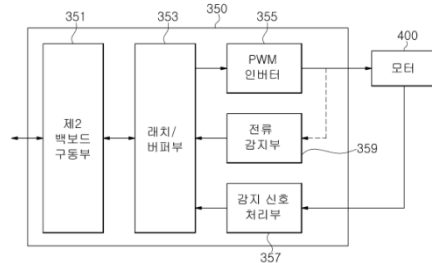 350
351
353
355
400
PWM
인버터
모터
제2
백보드
구동부
래치/
버퍼부
전류
감지부
359
감지 신호
처리부
357